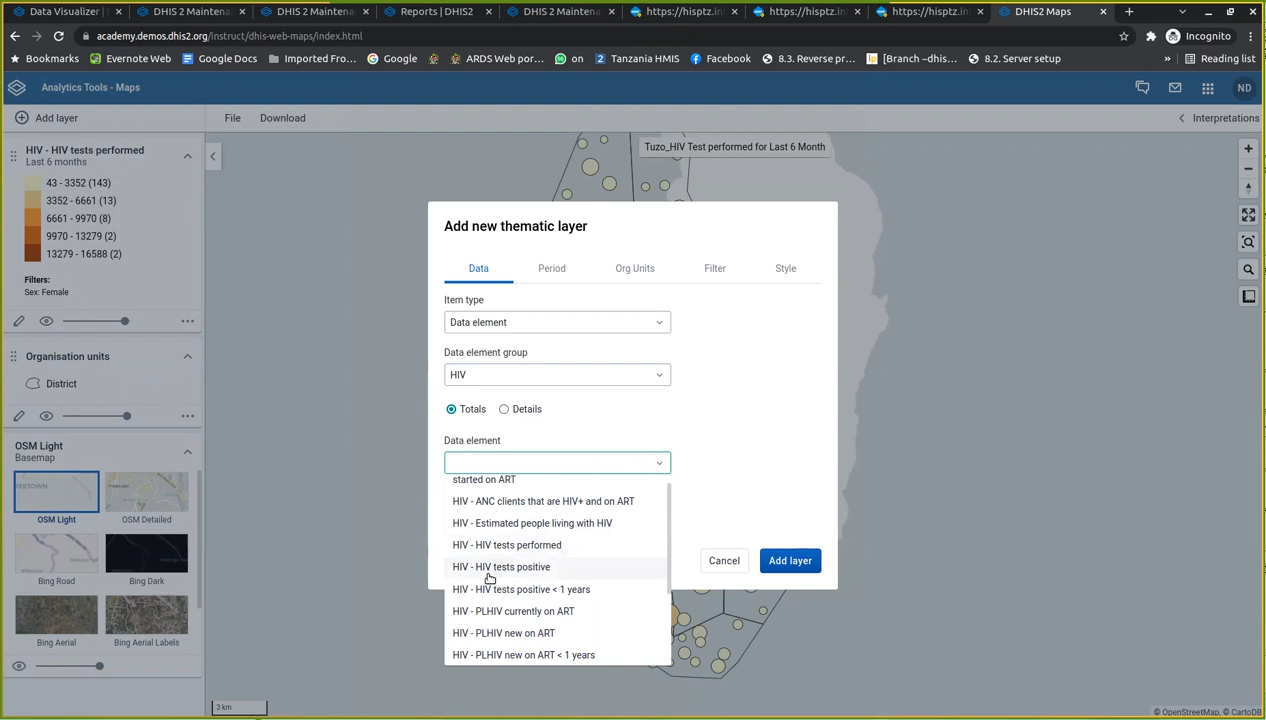 Data Visualizer |
DHIS 2 Maintena
DHIS 2 Maintena
Reports | DHIS2
DHIS 2 Maintena
https://hisptz.in
https://hisptz.in
https://hisptz.in
DHIS2 Maps
academy.demos.dhis2.org/instruct/dhis-web-maps/index.html
Incognito
Bookmarks
Evernote Web
Google Docs
Imported Fro…
Google
ARDS Web por…
on
Tanzania HMIS
Facebook
8.3. Reverse pr…
[Branch ~dhis…
8.2. Server setup
»
Reading list
Analytics Tools - Maps
ND
Add layer
File
Download
Interpretations
HIV - HIV tests performed
Last 6 months
43 - 3352 (143)
3352 - 6661 (13)
6661 - 9970 (8)
9970 - 13279 (2)
13279 - 16588 (2)
Filters:
Sex: Female
Organisation units
District
OSM Light
Basemap
OSM Light
OSM Detailed
Bing Road
Bing Dark
Bing Aerial
Bing Aerial Labels
Tuzo_HIV Test performed for Last 6 Month
Add new thematic layer
Data
Period
Org Units
Filter
Style
Item type
Data element
Data element group
HIV
Totals
Details
Data element
started on ART
HIV - ANC clients that are HIV+ and on ART
HIV - Estimated people living with HIV
HIV - HIV tests performed
HIV - HIV tests positive
HIV - HIV tests positive < 1 years
HIV - PLHIV currently on ART
HIV - PLHIV new on ART
HIV - PLHIV new on ART < 1 years
Cancel
Add layer
3 km
© OpenStreetMap, © CartoDB